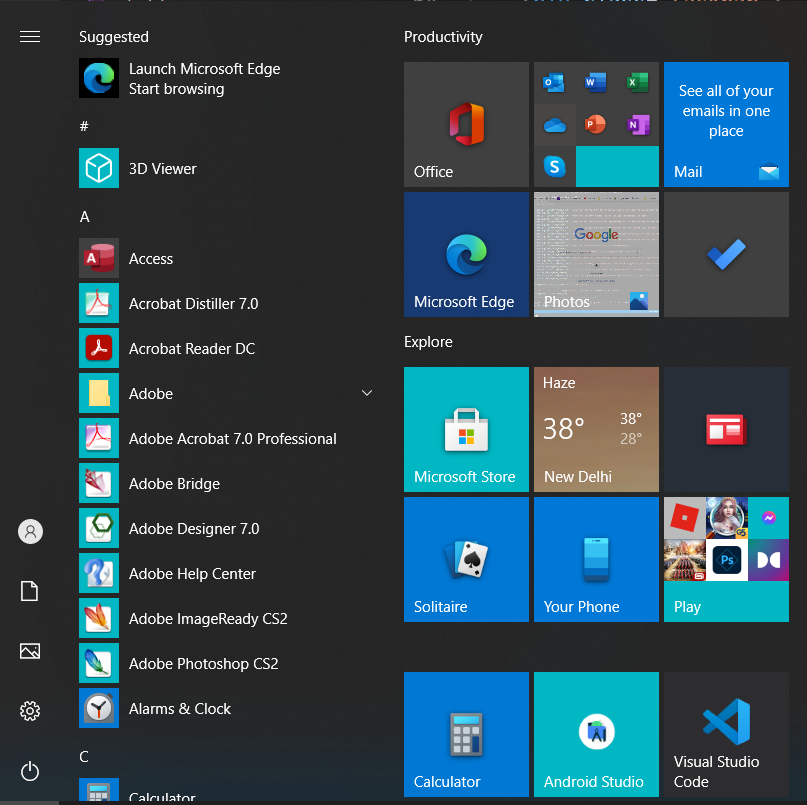 Suggested
Launch Microsoft Edge
Start browsing
#
3D Viewer
A
Access
Acrobat Distiller 7.0
Acrobat Reader DC
Adobe
Adobe Acrobat 7.0 Professional
Adobe Bridge
Adobe Designer 7.0
Adobe Help Center
Adobe ImageReady CS2
Adobe Photoshop CS2
Alarms & Clock
C
Calculator
Productivity
Office
See all of your
emails in one
place
Mail
Microsoft Edge
Google
Photos
Explore
Microsoft Store
Haze
38°
38°
28°
New Delhi
Solitaire
Your Phone
Ps
Play
Calculator
Android Studio
Visual Studio
Code